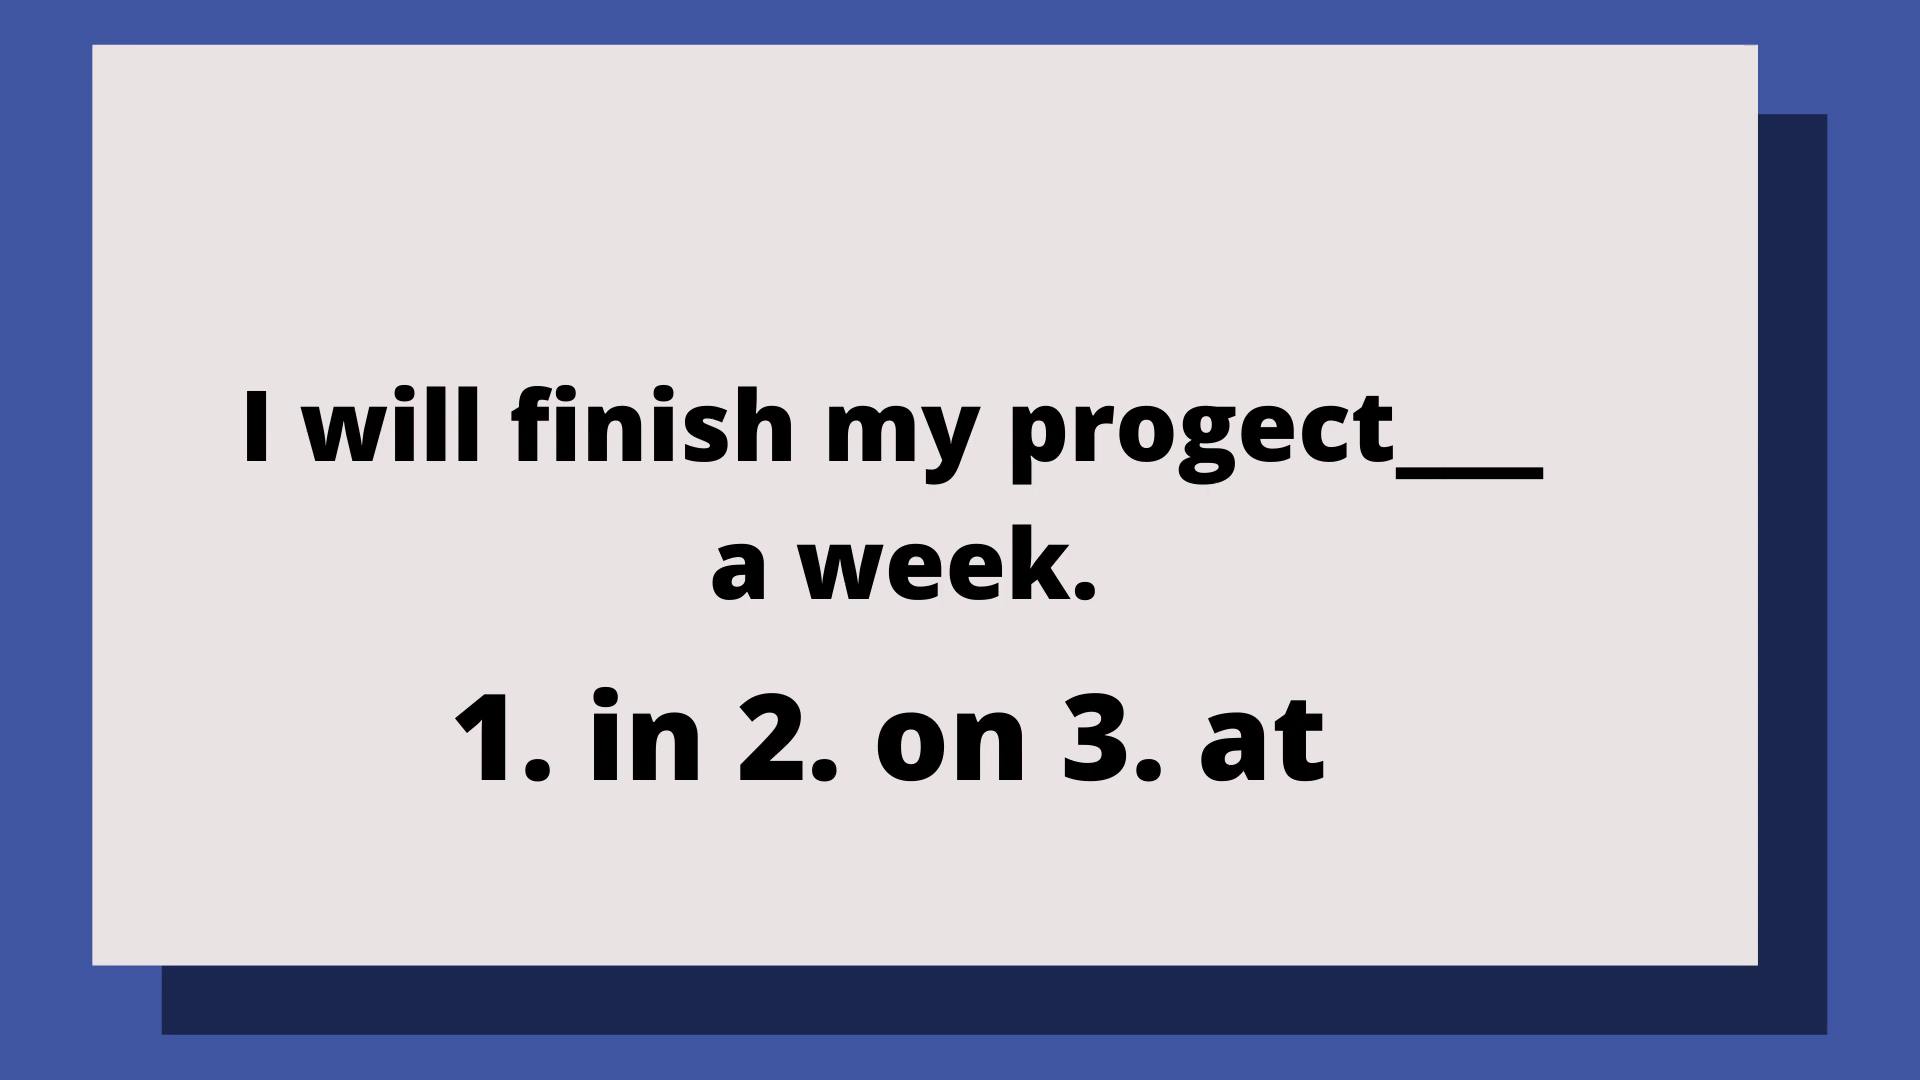 I will finish my progect___
a week.
1. in 2. on 3. at